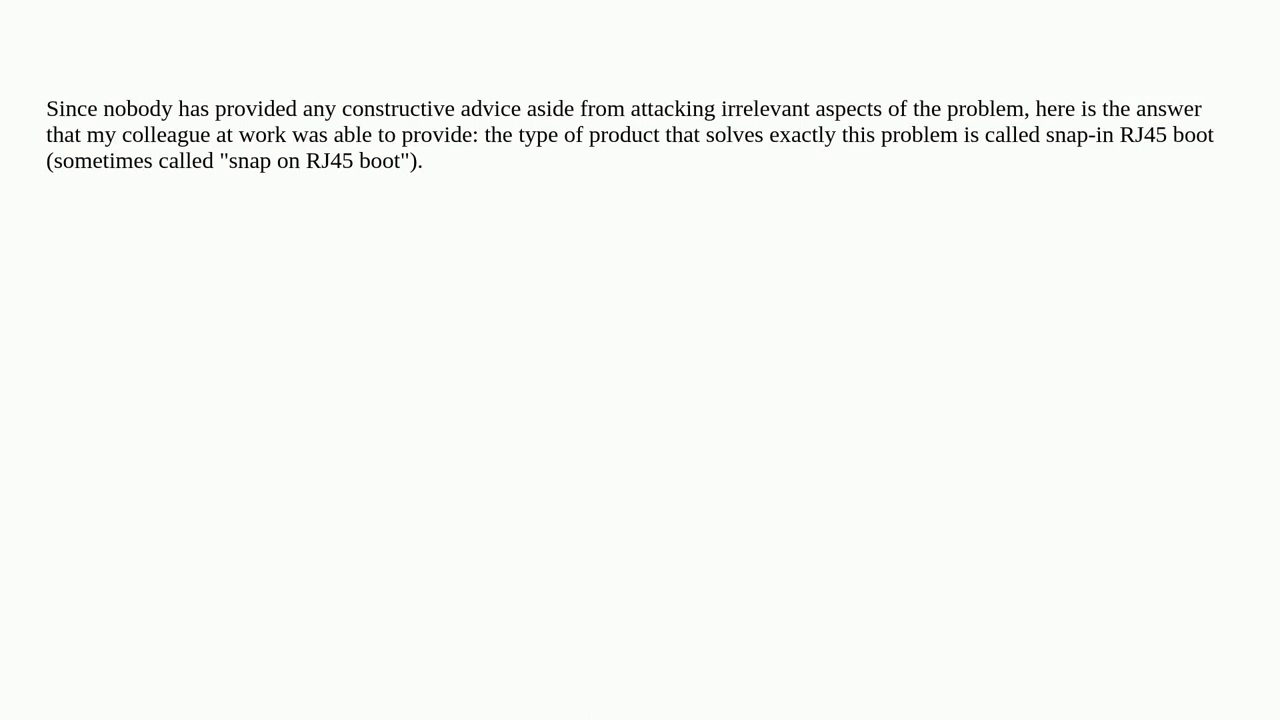 Since nobody has provided any constructive advice aside from attacking irrelevant aspects of the problem, here is the answer
that my colleague at work was able to provide: the type of product that solves exactly this problem is called snap-in RJ45 boot
(sometimes called "snap on RJ45 boot").